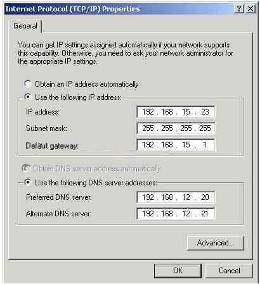 Internet Protocol (TCP/IP) Properties
General
You can get IP settings assigned automatically if your network supports
this capability. Otherwise, you need to ask your network administrator for
the appropriate IP settings.
Obtain an IP address automatically
Use the following IP address:
IP address: 192 . 168 . 15 . 23
Subnet mask: 255 . 255 . 255 . 255
Default gateway: 192 . 168 . 15 . 1
Obtain DNS server address automatically
Use the following DNS server addresses:
Preferred DNS server: 192 . 168 . 12 . 20
Alternate DNS server: 192 . 168 . 12 . 21
Advanced...
OK Cancel